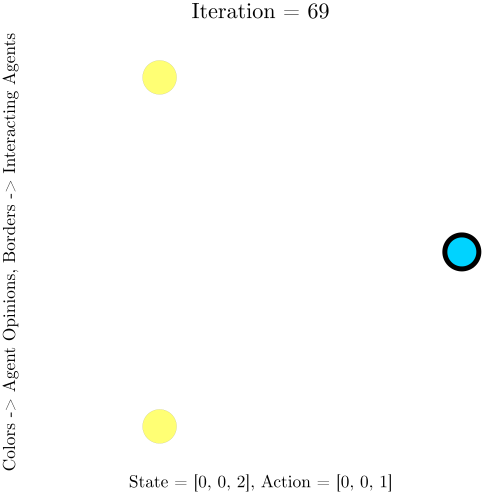 Iteration = 69
Colors -> Agent Opinions, Borders -> Interacting Agents
State = [0, 0, 2], Action = [0, 0, 1]